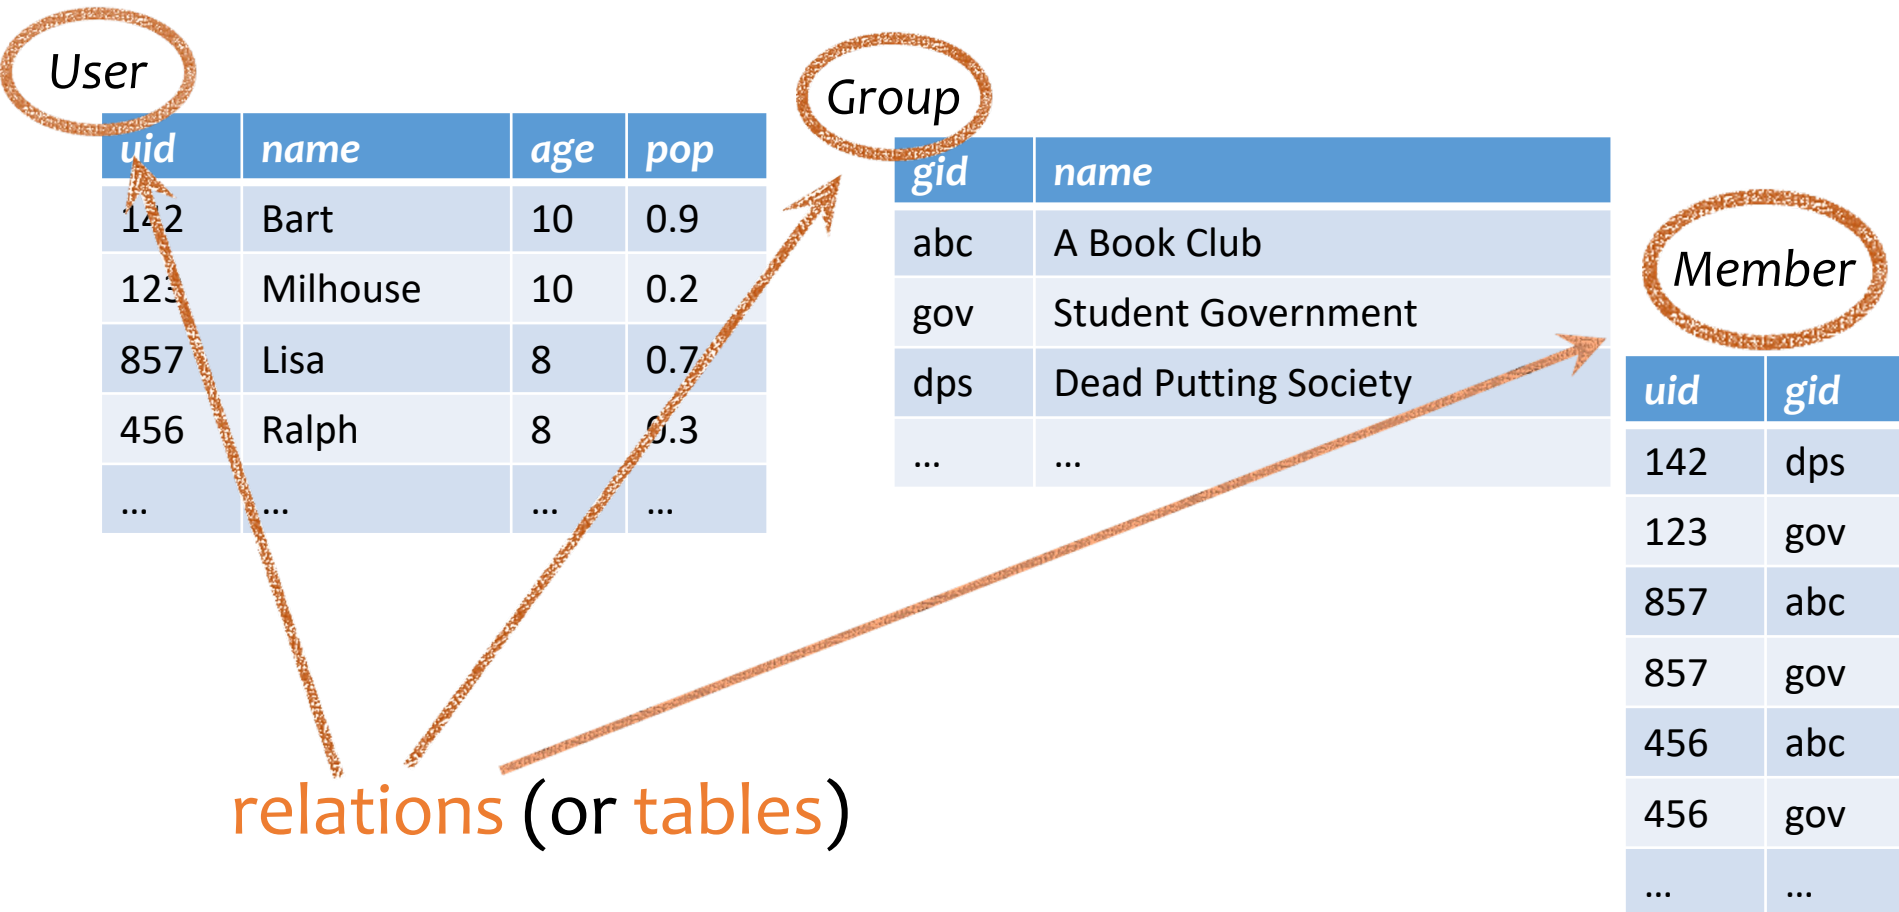 User
uid name age pop
142 Bart 10 0.9
123 Milhouse 10 0.2
857 Lisa 8 0.7
456 Ralph 8 0.3
... ... ... ...
Group
gid name
abc A Book Club
gov Student Government
dps Dead Putting Society
... ...
Member
uid gid
142 dps
123 gov
857 abc
857 gov
456 abc
456 gov
... ...
relations (or tables)